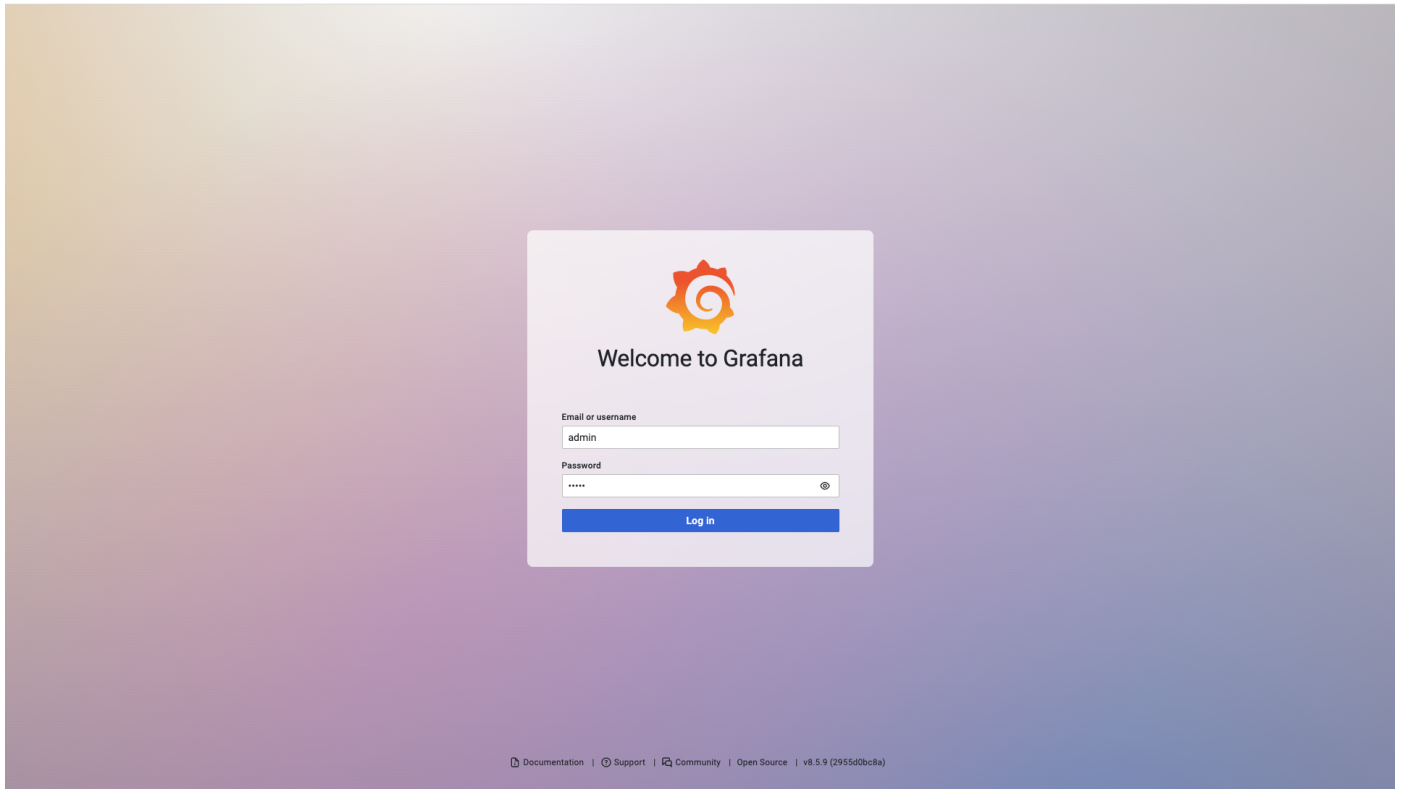 Welcome to Grafana
Email or username
admin
Password
•••••
Log in
Documentation | Support | Community | Open Source | v8.5.9 (2955d0bc8a)